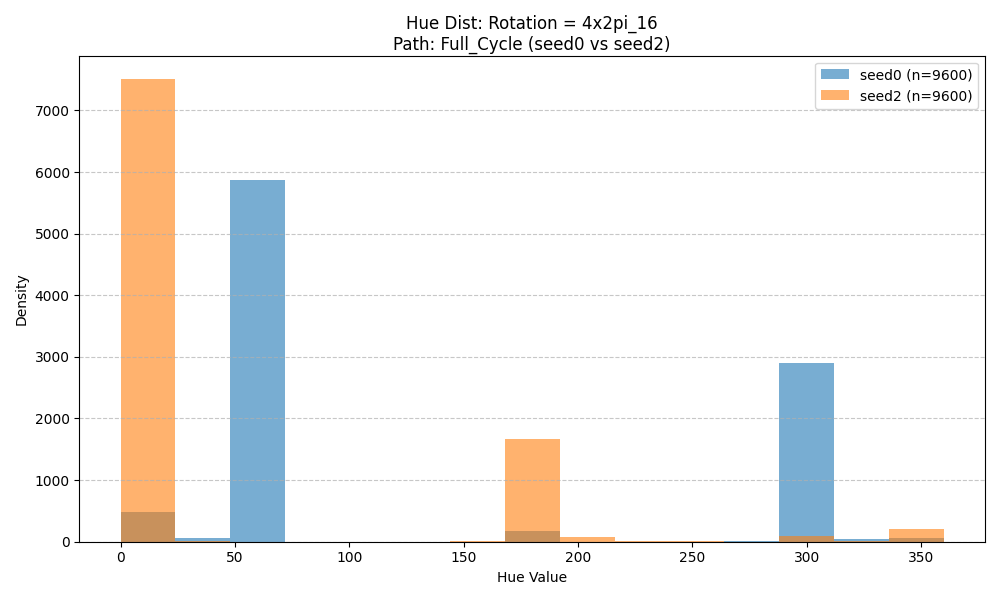 Hue Dist: Rotation = 4x2pi_16
Path: Full_Cycle (seed0 vs seed2)
seed0 (n=9600)
seed2 (n=9600)
Density
7000
6000
5000
4000
3000
2000
1000
0
0 50 100 150 200 250 300 350
Hue Value